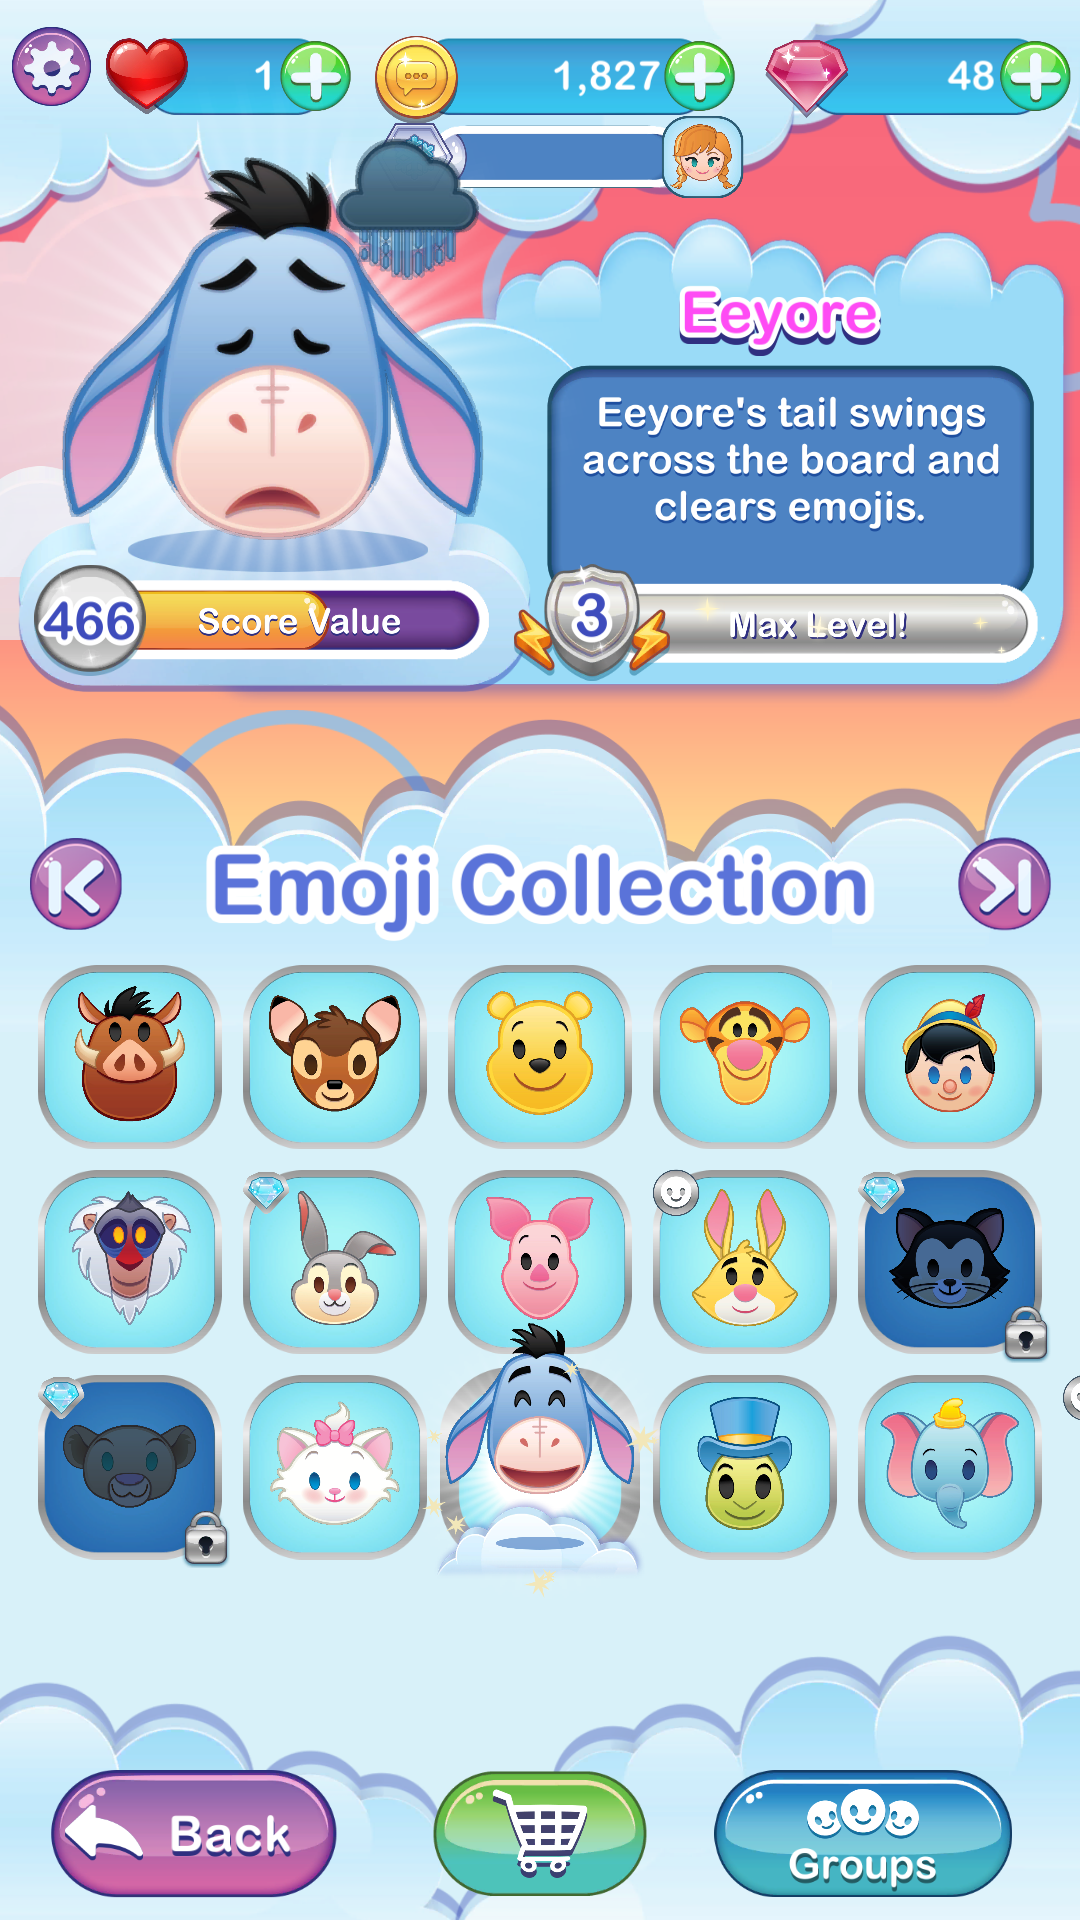 1
1,827
48
Eeyore
Eeyore's tail swings
across the board and
clears emojis.
466
Score Value
3
Max Level!
Emoji Collection
Back
Groups